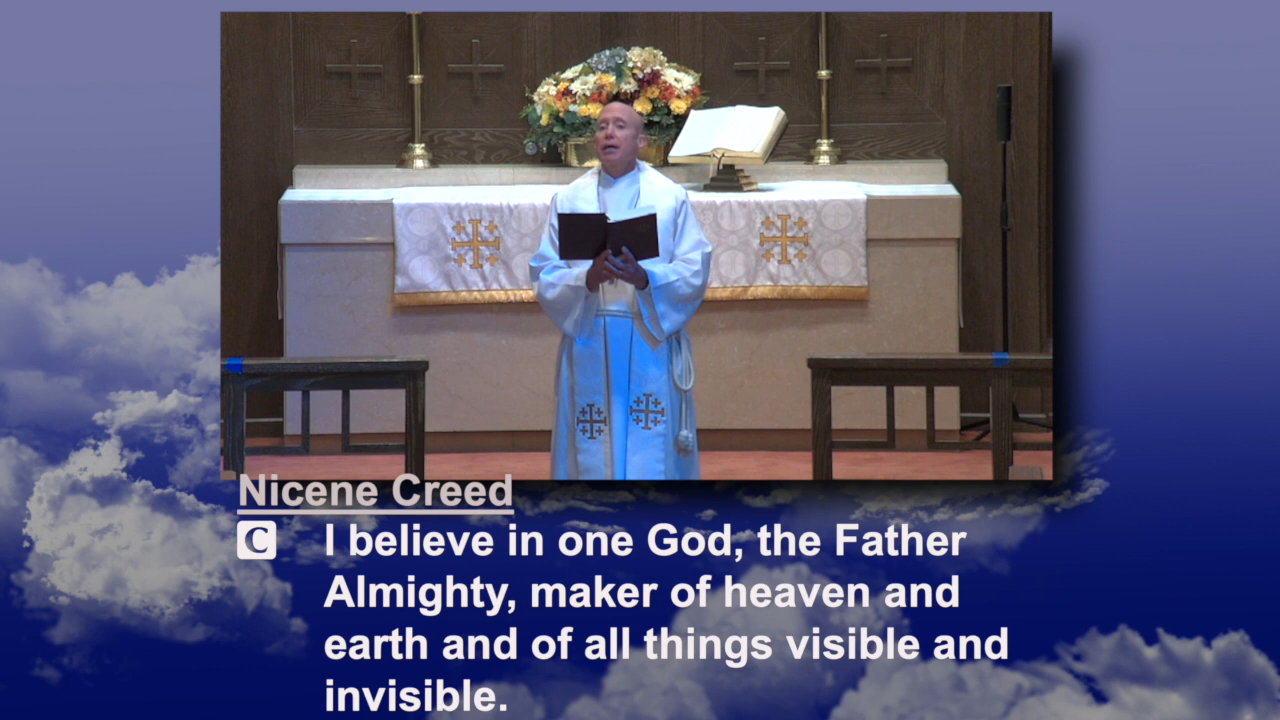 Nicene Creed
C I believe in one God, the Father
Almighty, maker of heaven and
earth and of all things visible and
invisible.